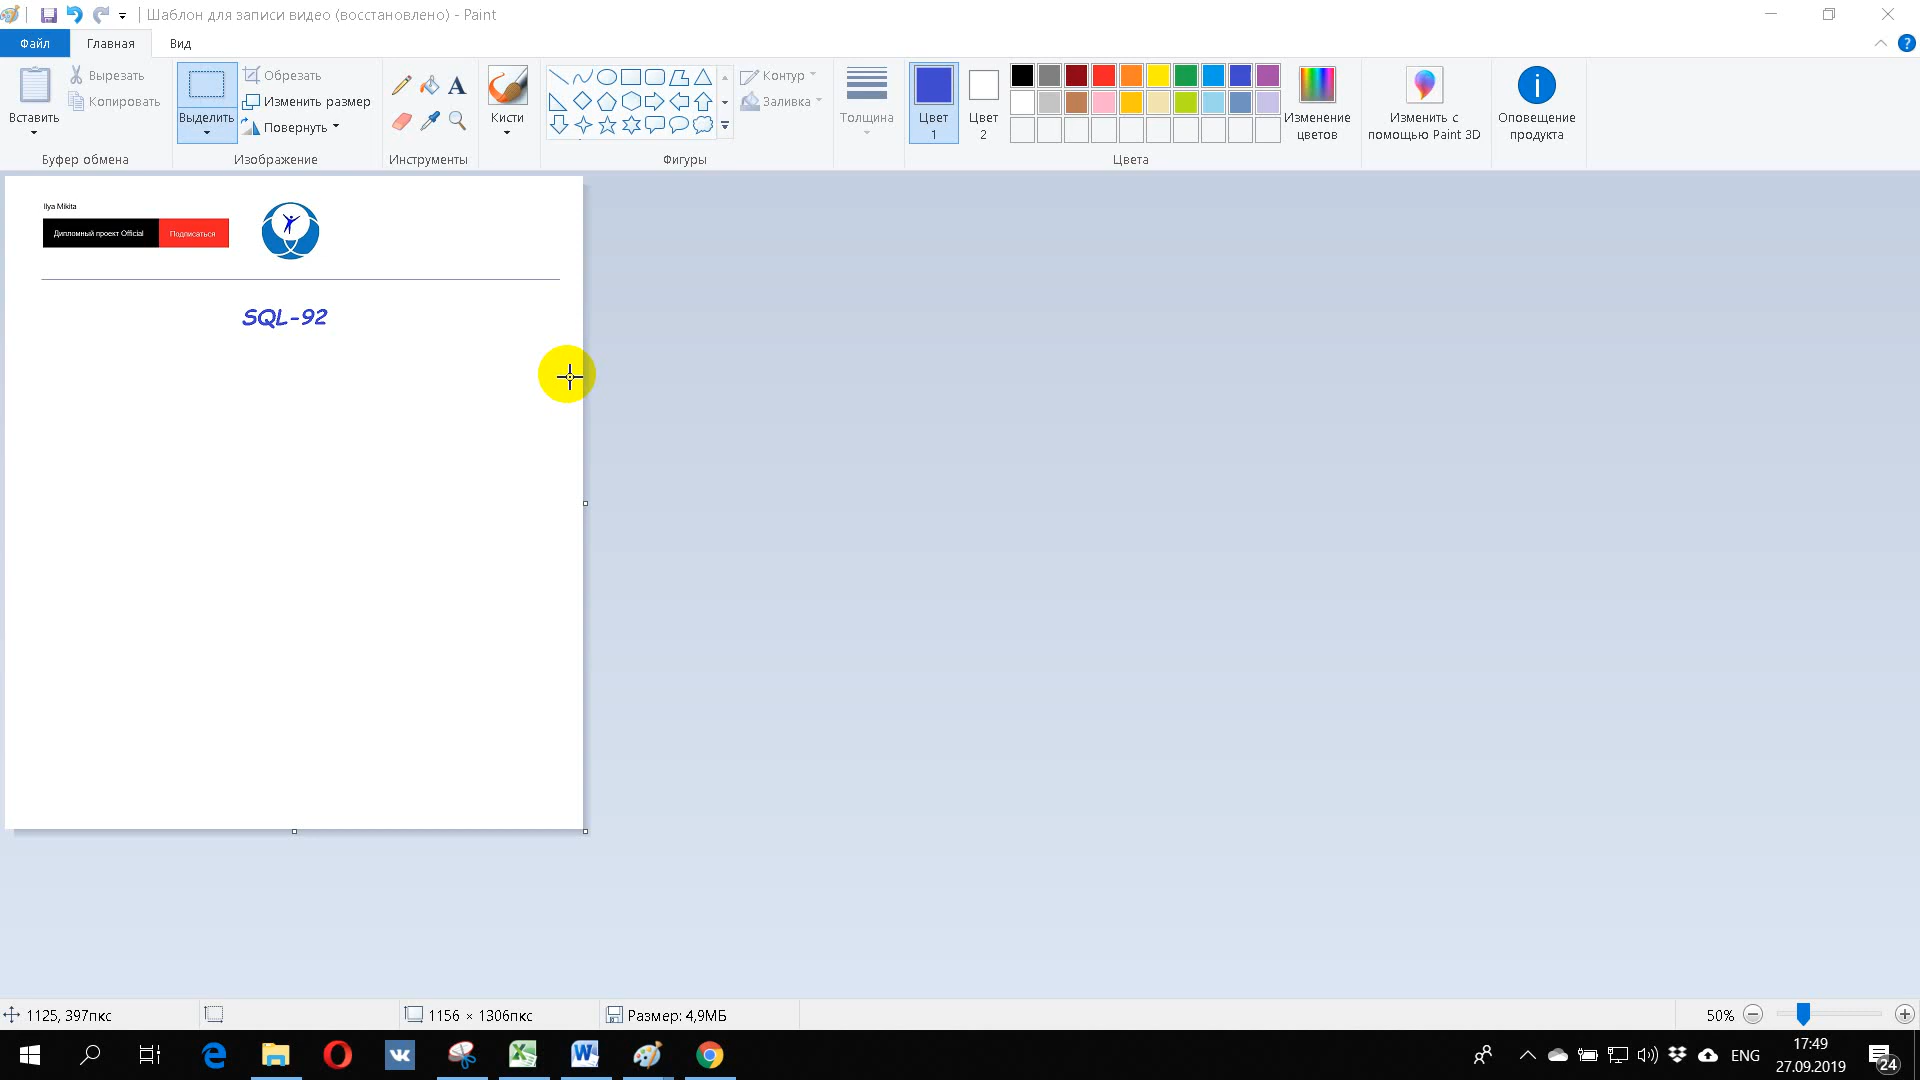 Шаблон для записи видео (восстановлено) - Paint
Файл
Главная
Вид
?
Вставить
Вырезать
Копировать
Буфер обмена
Выделить
Обрезать
Изменить размер
Повернуть
Изображение
A
Инструменты
Кисти
Фигуры
Контур
Заливка
Толщина
Цвет
1
Цвет
2
Цвета
Изменение
цветов
Изменить с
помощью Paint 3D
Оповещение
продукта
Ilya Mikita
Дипломный проект Official
Подписаться
SQL-92
1125, 397пкс
1156 × 1306пкс
Размер: 4,9МБ
50%
ENG
17:49
27.09.2019
24